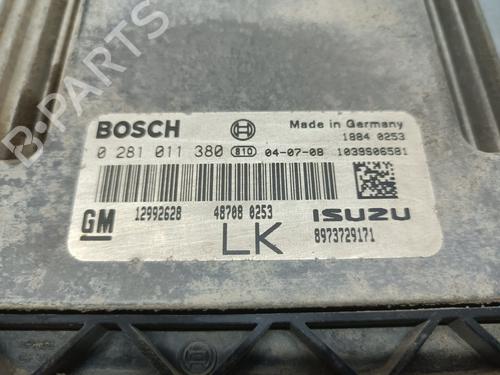 BOSCH Made in Germany
1884 0253
0 281 011 380 810 04-07-08 1039S06581
GM 12992628 48708 0253 ISUZU
LK 8973729171
B-PARTS